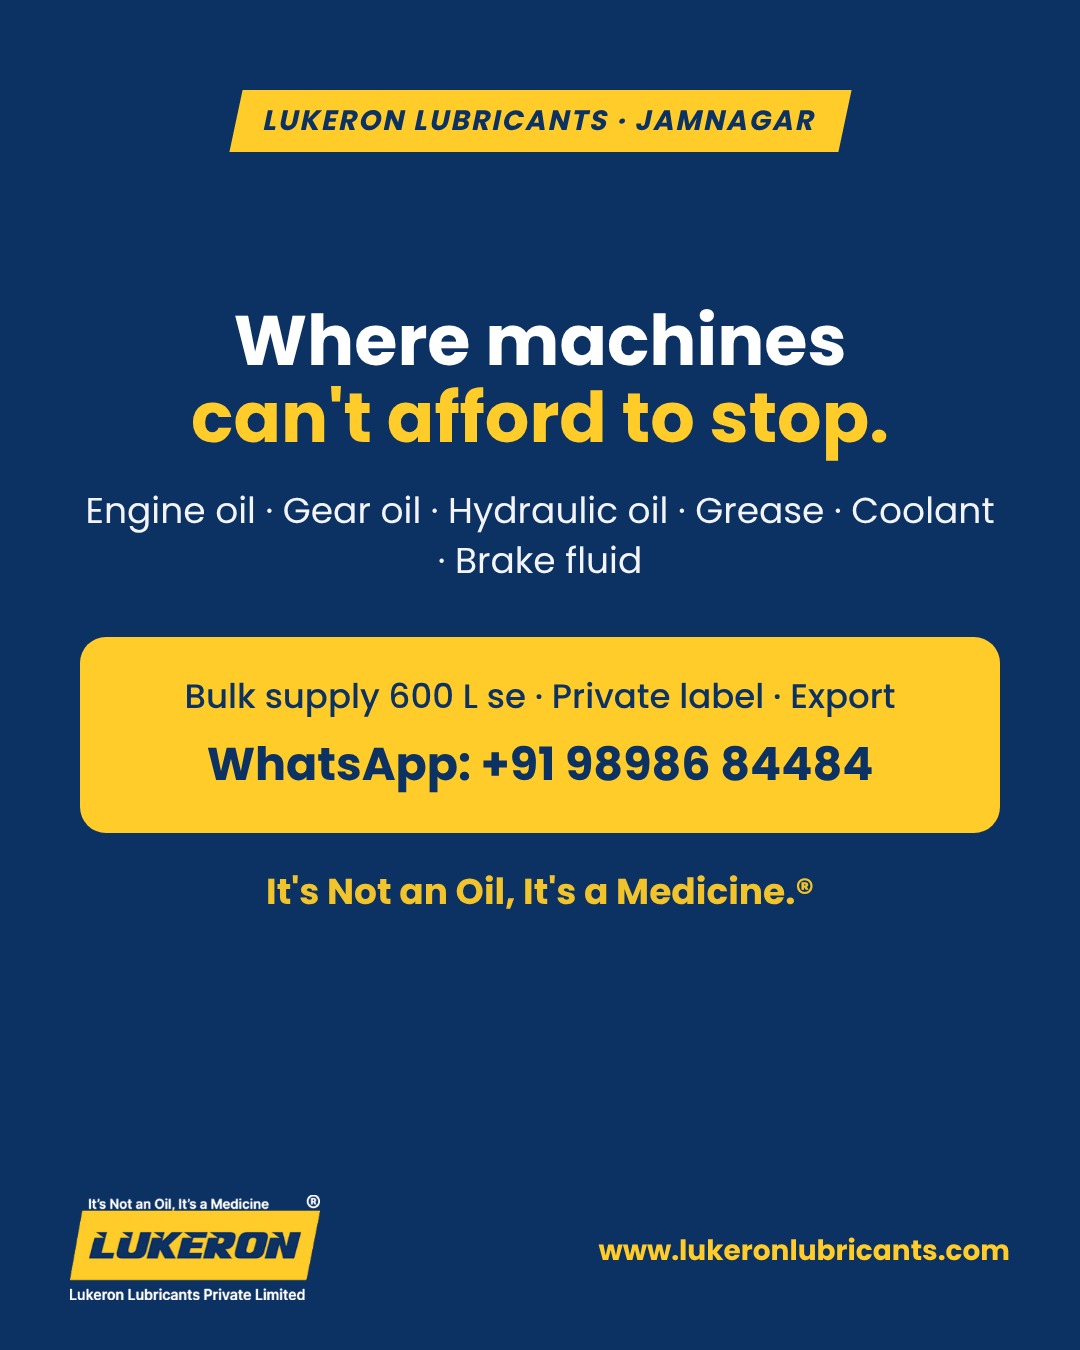 LUKERON LUBRICANTS · JAMNAGAR
Where machines
can't afford to stop.
Engine oil · Gear oil · Hydraulic oil · Grease · Coolant
· Brake fluid
Bulk supply 600 L se · Private label · Export
WhatsApp: +91 98986 84484
It's Not an Oil, It's a Medicine.®
It's Not an Oil, It's a Medicine ®
LUKERON
Lukeron Lubricants Private Limited
www.lukeronlubricants.com